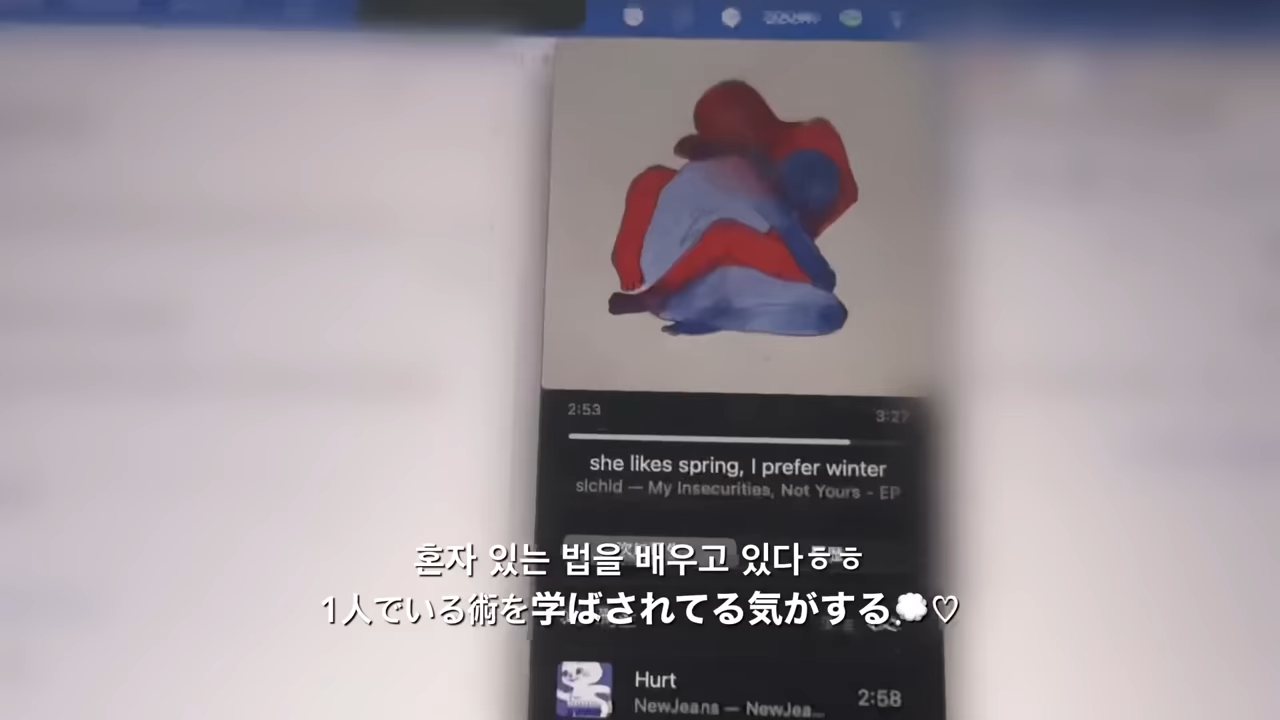 2:53
3:27
she likes spring, I prefer winter
slchld — My Insecurities, Not Yours - EP
혼자 있는 법을 배우고 있다ㅎㅎ
1人でいる術を学ばされてる気がする💭♡
Hurt
NewJeans — NewJea...
2:58